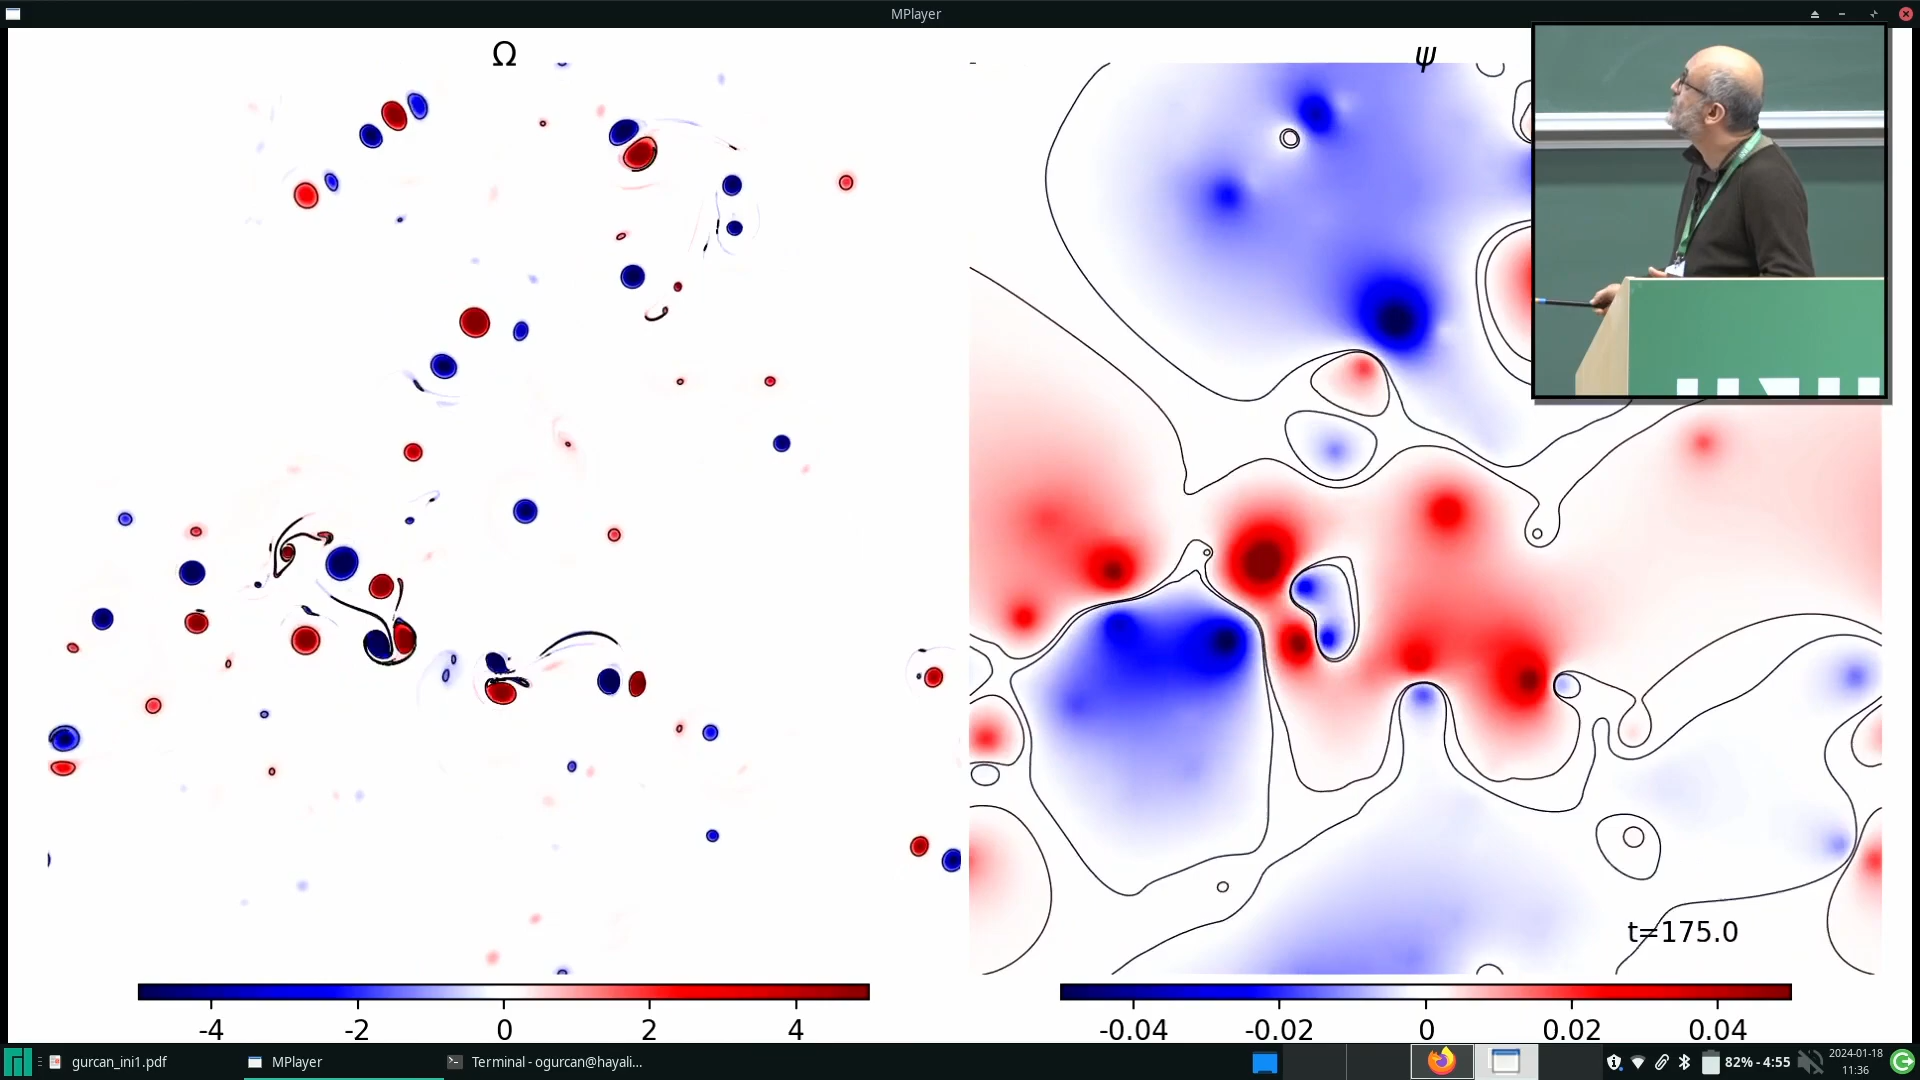 MPlayer
Ω
ψ
t=175.0
-4 -2 0 2 4
-0.04 -0.02 0 0.02 0.04
gurcan_ini1.pdf
MPlayer
Terminal - ogurcan@hayali...
82% - 4:55
2024-01-18
11:36